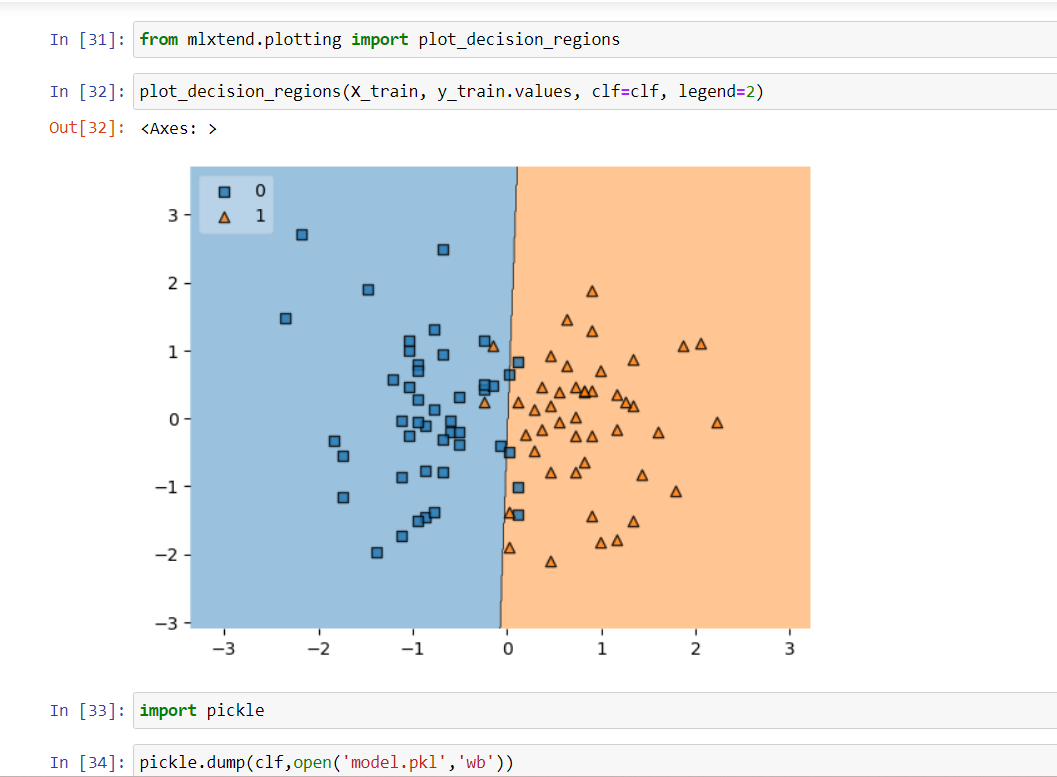 In [31]: from mlxtend.plotting import plot_decision_regions
In [32]: plot_decision_regions(X_train, y_train.values, clf=clf, legend=2)
Out[32]: <Axes: >
0
1
3
2
1
0
−1
−2
−3
−3 −2 −1 0 1 2 3
In [33]: import pickle
In [34]: pickle.dump(clf,open('model.pkl','wb'))